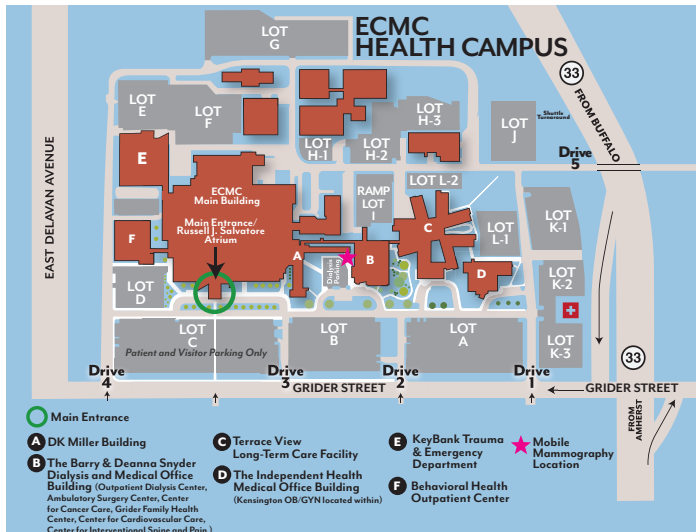 ECMC
HEALTH CAMPUS
LOT
G
33
FROM BUFFALO
LOT
E
LOT
F
LOT
H-3
LOT
J
Shuttle
Turnaround
LOT
H-1
LOT
H-2
Drive
5
E
ECMC
Main Building
Main Entrance/
Russell J. Salvatore
Atrium
RAMP
LOT
I
LOT L-2
EAST DELAVAN AVENUE
F
A
B
C
D
Dialysis
Parking
LOT
L-1
LOT
K-1
LOT
K-2
LOT
D
LOT
C
Patient and Visitor Parking Only
LOT
B
LOT
A
LOT
K-3
33
Drive
4
Drive
3
Drive
2
Drive
1
GRIDER STREET
GRIDER STREET
FROM
AMHERST
Main Entrance
A DK Miller Building
B The Barry & Deanna Snyder
Dialysis and Medical Office
Building (Outpatient Dialysis Center,
Ambulatory Surgery Center, Center
for Cancer Care, Grider Family Health
Center, Center for Cardiovascular Care,
Center for Interventional Spine and Pain )
C Terrace View
Long-Term Care Facility
D The Independent Health
Medical Office Building
(Kensington OB/GYN located within)
E KeyBank Trauma
& Emergency
Department
F Behavioral Health
Outpatient Center
Mobile
Mammography
Location